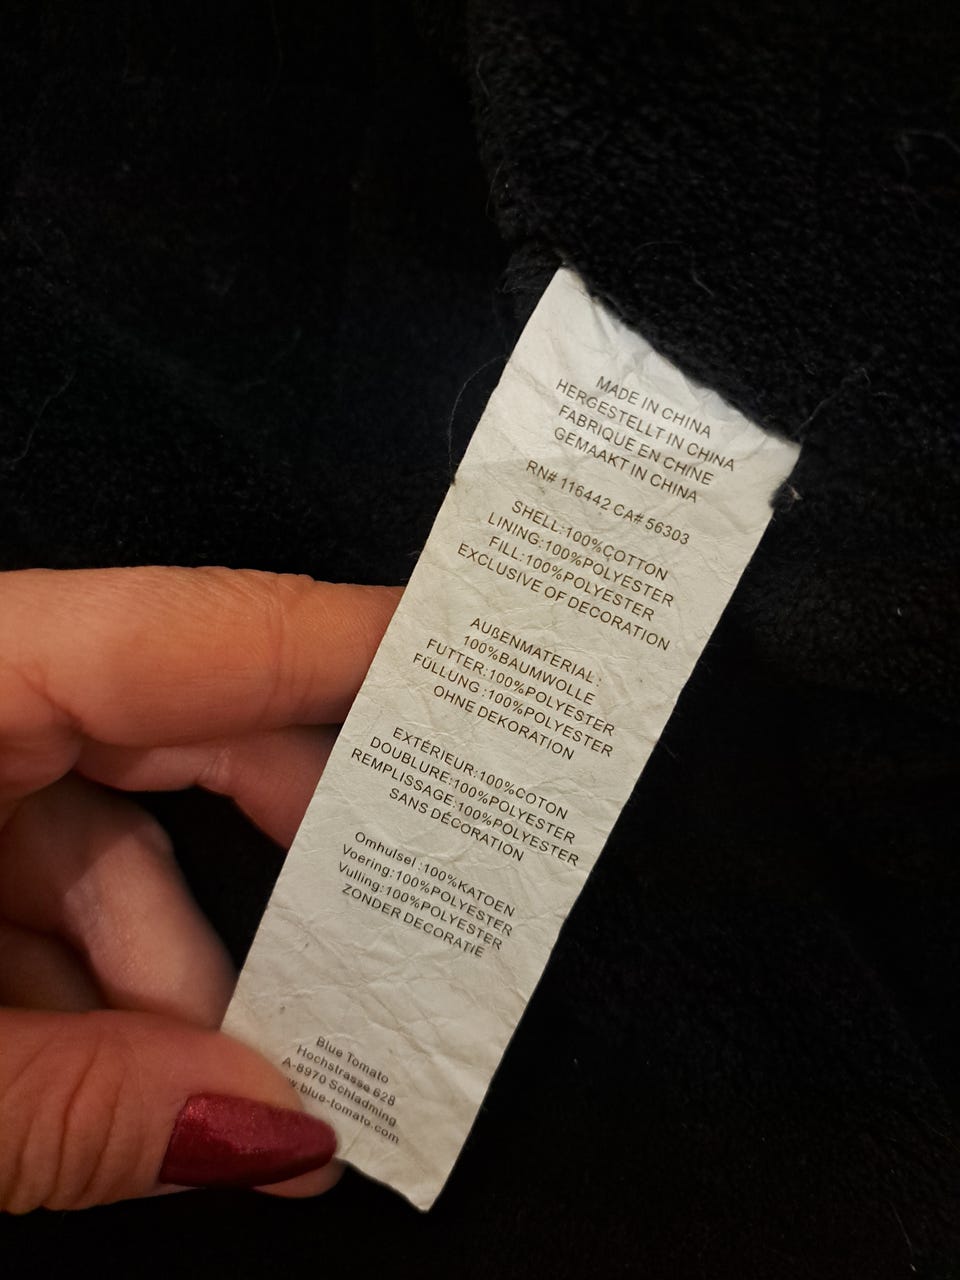 MADE IN CHINA
HERGESTELLT IN CHINA
FABRIQUE EN CHINE
GEMAAKT IN CHINA
RN# 116442 CA# 56303
SHELL:100%COTTON
LINING:100%POLYESTER
FILL:100%POLYESTER
EXCLUSIVE OF DECORATION
AUßENMATERIAL:
100%BAUMWOLLE
FUTTER:100%POLYESTER
FÜLLUNG :100%POLYESTER
OHNE DEKORATION
EXTÉRIEUR:100%COTON
DOUBLURE:100%POLYESTER
REMPLISSAGE:100%POLYESTER
SANS DÉCORATION
Omhulsel :100%KATOEN
Voering:100%POLYESTER
Vulling:100%POLYESTER
ZONDER DECORATIE
Blue Tomato
Hochstrasse 628
A-8970 Schladming
w.blue-tomato.com